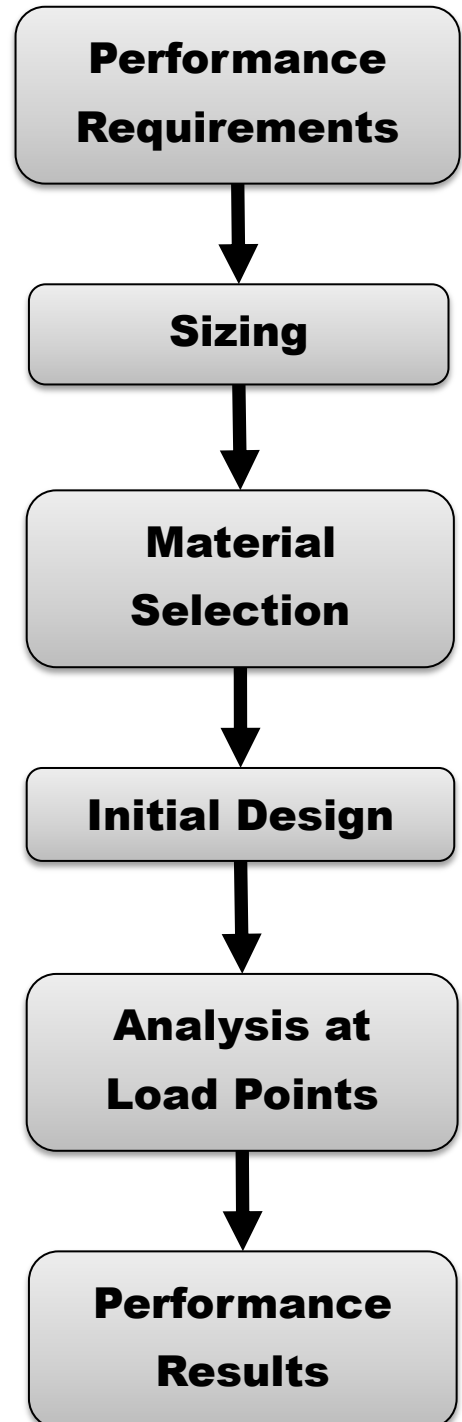 Performance
Requirements
Sizing
Material
Selection
Initial Design
Analysis at
Load Points
Performance
Results